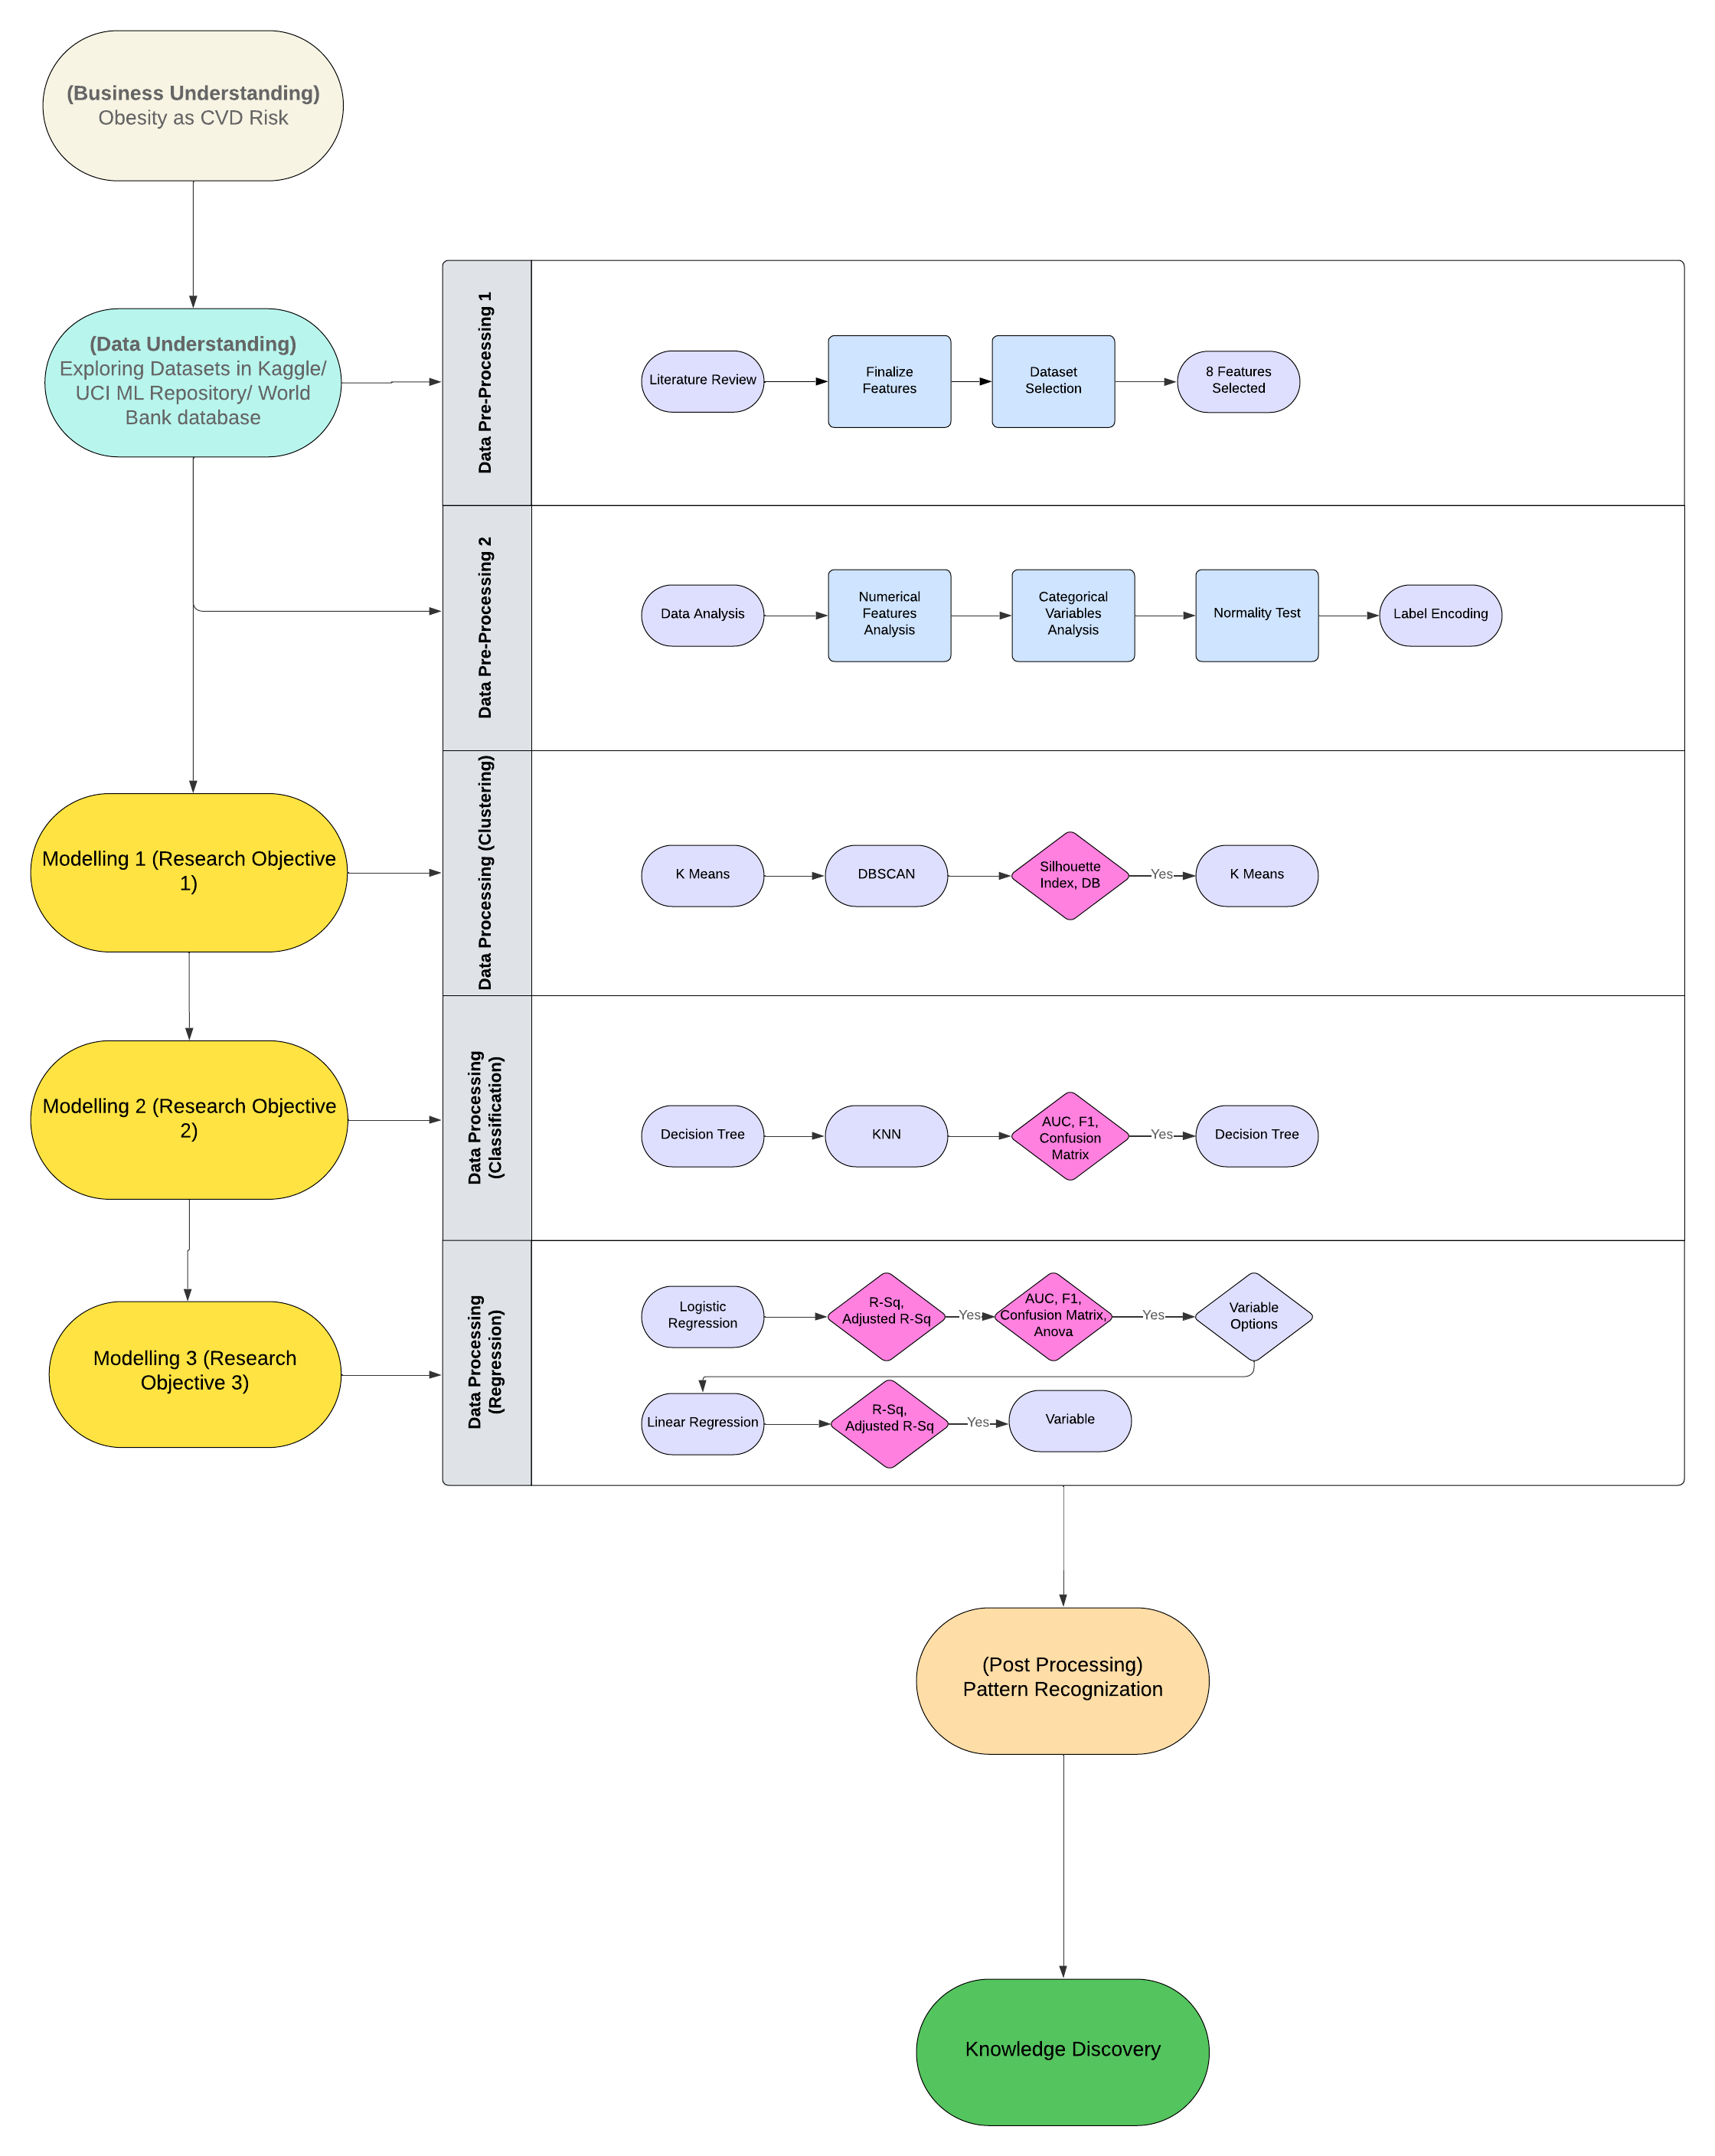 (Business Understanding)
Obesity as CVD Risk
(Data Understanding)
Exploring Datasets in Kaggle/
UCI ML Repository/ World
Bank database
Data Pre-Processing 1
Literature Review
Finalize
Features
Dataset
Selection
8 Features
Selected
Data Pre-Processing 2
Data Analysis
Numerical
Features
Analysis
Categorical
Variables
Analysis
Normality Test
Label Encoding
Modelling 1 (Research Objective
1)
Data Processing (Clustering)
K Means
DBSCAN
Silhouette
Index, DB
Yes
K Means
Modelling 2 (Research Objective
2)
Data Processing
(Classification)
Decision Tree
KNN
AUC, F1,
Confusion
Matrix
Yes
Decision Tree
Modelling 3 (Research
Objective 3)
Data Processing
(Regression)
Logistic
Regression
R-Sq,
Adjusted R-Sq
Yes
AUC, F1,
Confusion Matrix,
Anova
Yes
Variable
Options
Linear Regression
R-Sq,
Adjusted R-Sq
Yes
Variable
(Post Processing)
Pattern Recognization
Knowledge Discovery